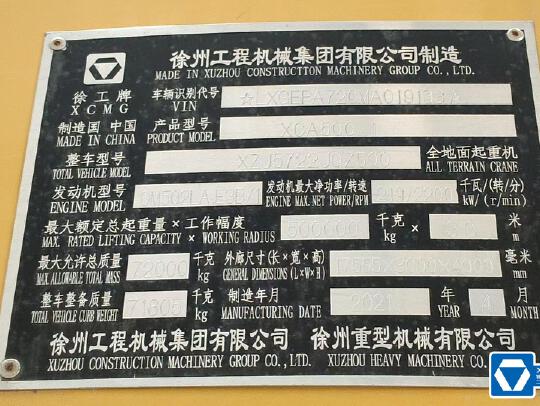 徐州工程机械集团有限公司制造
MADE IN XUZHOU CONSTRUCTTION MACHINERY GROUP CO., LTD.
徐工牌
XCMG
车辆识别代号
VIN
制造国 中国
MADE IN CHINA
产品型号
PRODUCT MODEL
整车型号
TOTAL VEHICLE MODEL
全地面起重机
ALL TERRAIN CRANE
发动机型号
ENGINE MODEL
发动机最大净功率/转速
ENGINE MAX.NET POWER/RPM
千瓦/(转/分)
kW/(r/min)
最大额定总起重量×工作幅度
MAX. RATED LIFTING CAPACITY × WORKING RADIUS
500000
千克
kg
×
米
m
最大允许总质量
MAX. ALLOWABLE TOTAL MASS
72000
千克
kg
外廓尺寸(长×宽×高)
GENERAL DIMENSIONS (L×W×H)
毫米
mm
整车整备质量
TOTAL VEHICLE CURB WEIGHT
71605
千克
kg
制造年月
MANUFACTURING DATE
2021
年
YEAR
月
MONTH
徐州工程机械集团有限公司 徐州重型机械有限公司
XUZHOU CONSTRUCTION MACHINERY GROUP CO., LTD. XUZHOU HEAVY MACHINERY CO.